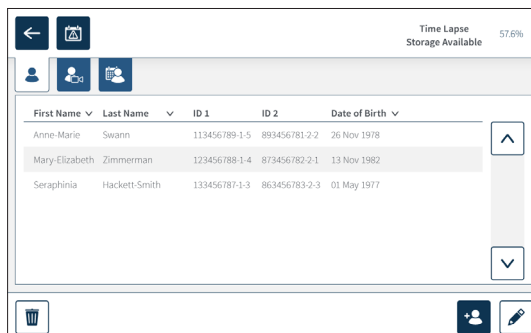 Time Lapse
Storage Available
57.6%
First Name Last Name ID 1 ID 2 Date of Birth
Anne-Marie Swann 113456789-1-5 893456781-2-2 26 Nov 1978
Mary-Elizabeth Zimmerman 123456788-1-4 873456782-2-1 13 Nov 1982
Seraphinia Hackett-Smith 133456787-1-3 863456783-2-3 01 May 1977